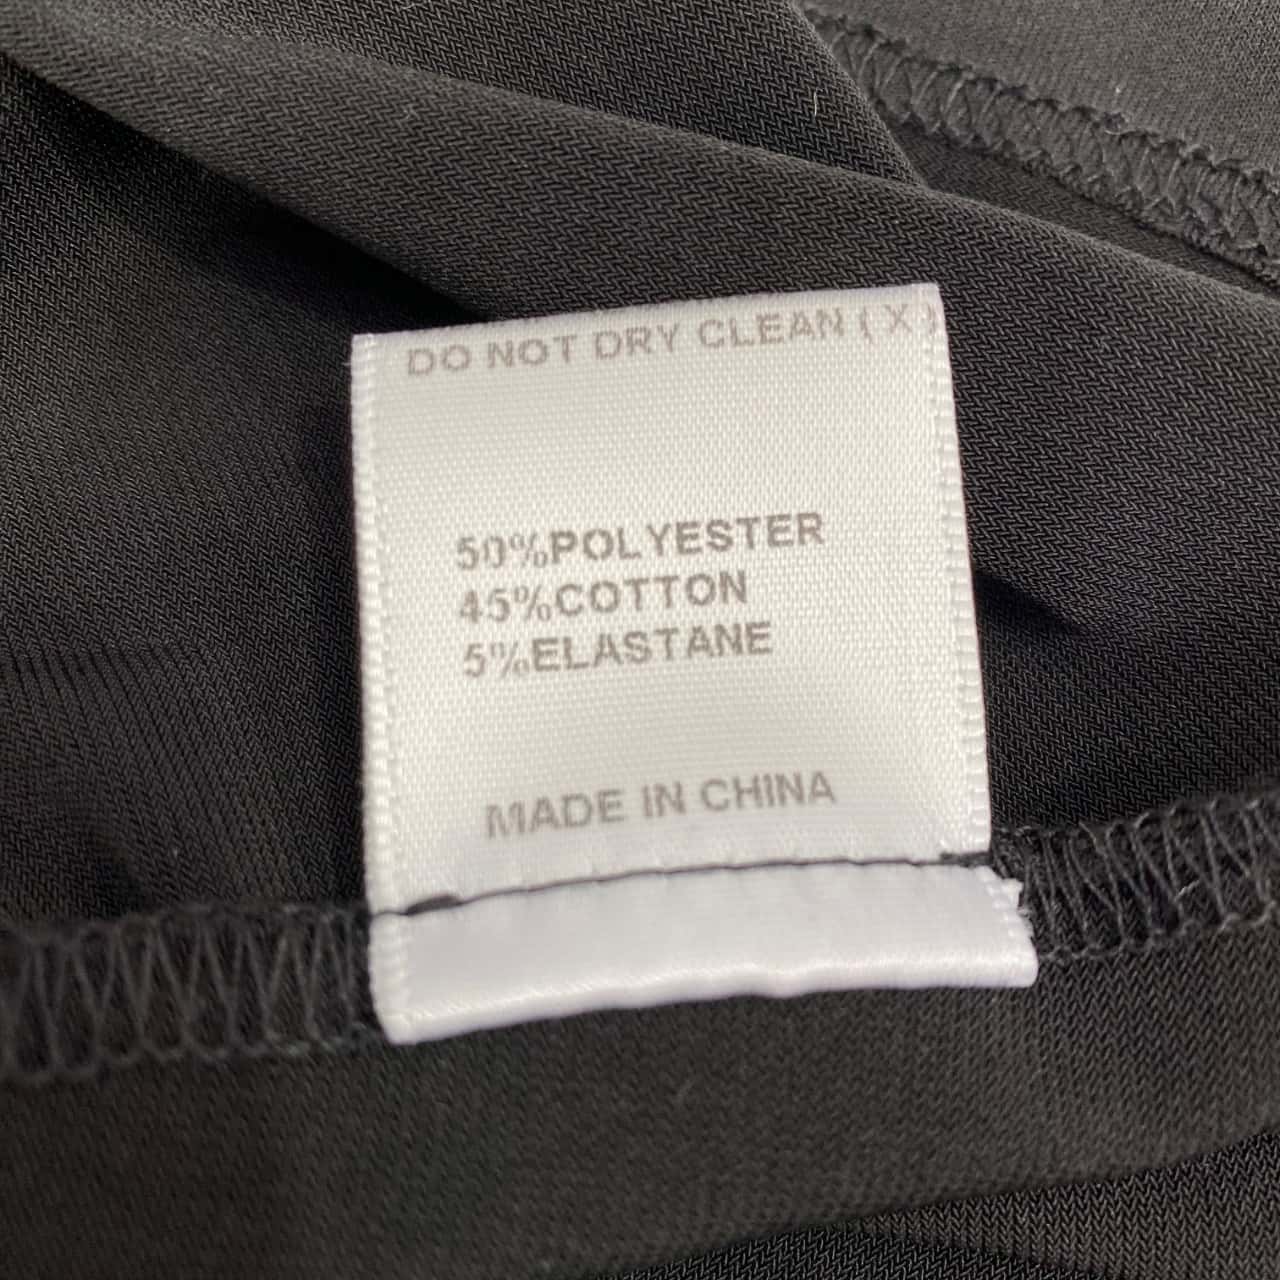 DO NOT DRY CLEAN ( X )
50%POLYESTER
45%COTTON
5%ELASTANE
MADE IN CHINA